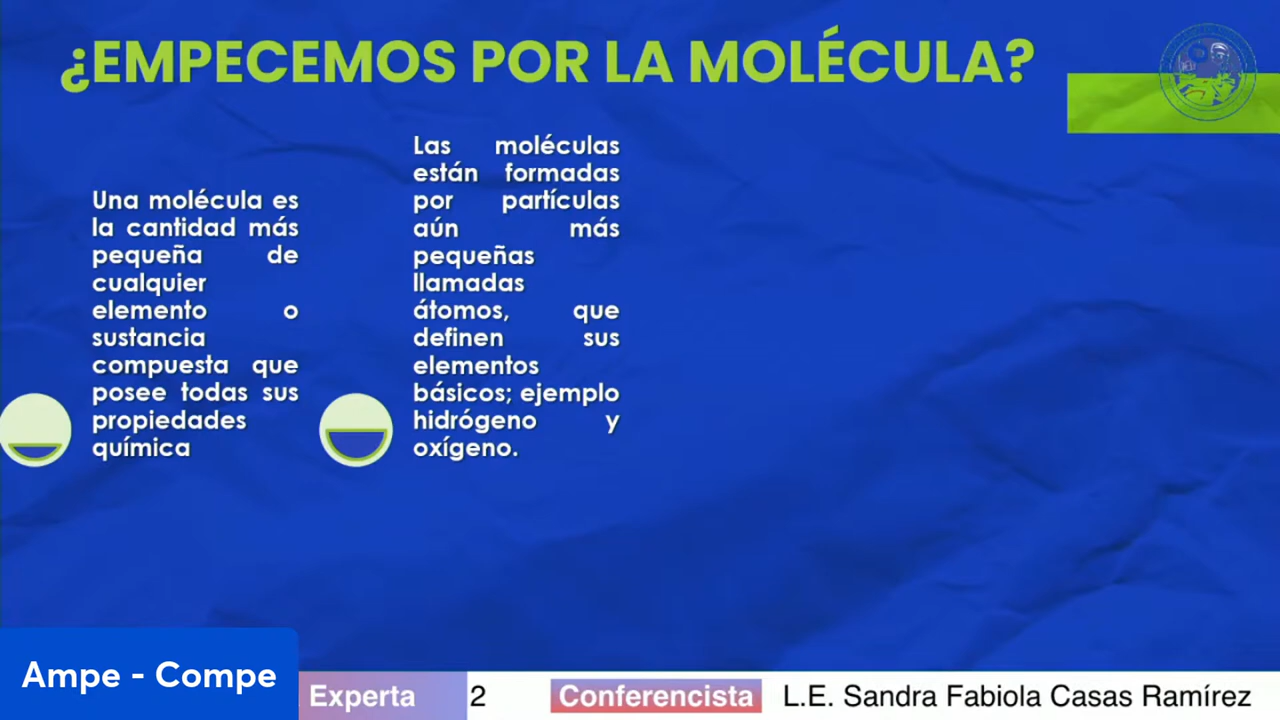 ¿EMPECEMOS POR LA MOLÉCULA?
Una molécula es
la cantidad más
pequeña de
cualquier
elemento o
sustancia
compuesta que
posee todas sus
propiedades
química
Las moléculas
están formadas
por partículas
aún más
pequeñas
llamadas
átomos, que
definen sus
elementos
básicos; ejemplo
hidrógeno y
oxígeno.
Ampe - Compe
Experta 2 Conferencista L.E. Sandra Fabiola Casas Ramírez